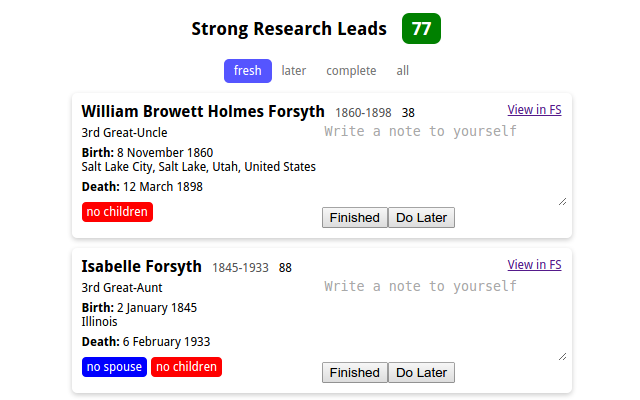 Strong Research Leads 77
fresh later complete all
William Browett Holmes Forsyth 1860-1898 38 View in FS
3rd Great-Uncle
Write a note to yourself
Birth: 8 November 1860
Salt Lake City, Salt Lake, Utah, United States
Death: 12 March 1898
no children
Finished Do Later
Isabelle Forsyth 1845-1933 88 View in FS
3rd Great-Aunt
Write a note to yourself
Birth: 2 January 1845
Illinois
Death: 6 February 1933
no spouse no children
Finished Do Later